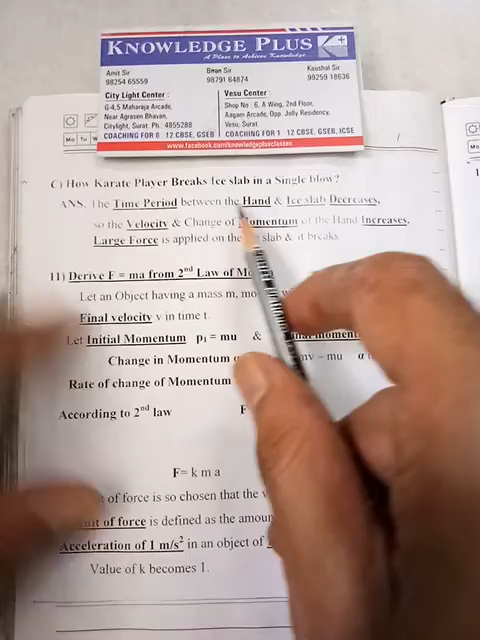 KNOWLEDGE PLUS
A Place to Achieve Knowledge
Amit Sir
98254 65559
Biren Sir
98791 64874
Kaushal Sir
99259 18636
City Light Center :
G-4,5 Maharaja Arcade,
Near Agrasen Bhavan,
Citylight, Surat. Ph.: 4855288
COACHING FOR 8 12 CBSE, GSEB
Vesu Center :
Shop No : 6, A Wing, 2nd Floor,
Aagam Arcade, Opp. Jolly Residency,
Vesu, Surat.
COACHING FOR 1 12 CBSE, GSEB, ICSE
www.facebook.com/knowledgeplusclasses
C) How Karate Player Breaks Ice slab in a Single blow?
ANS. The Time Period between the Hand & Ice slab Decreases,
so the Velocity & Change of Momentum of the Hand Increases,
Large Force is applied on the slab & it breaks
11) Derive F = ma from 2nd Law of
Let an Object having a mass m,
Final velocity v in time t.
Let Initial Momentum p₁ = mu &
Change in Momentum α mv – mu α
Rate of change of Momentum
According to 2nd law F
F= k m a
of force is so chosen that the
of force is defined as the
Acceleration of 1 m/s² in an object of
Value of k becomes 1.